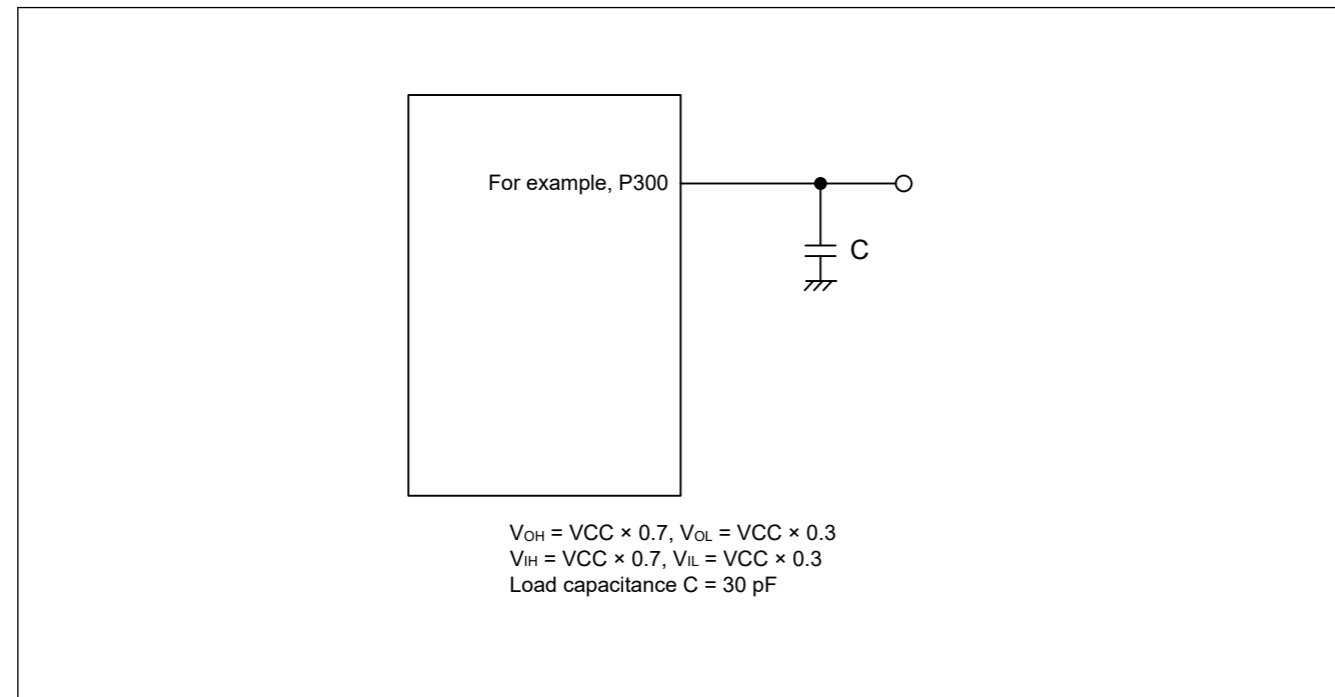 For example, P300
C
VOH = VCC × 0.7, VOL = VCC × 0.3
VIH = VCC × 0.7, VIL = VCC × 0.3
Load capacitance C = 30 pF